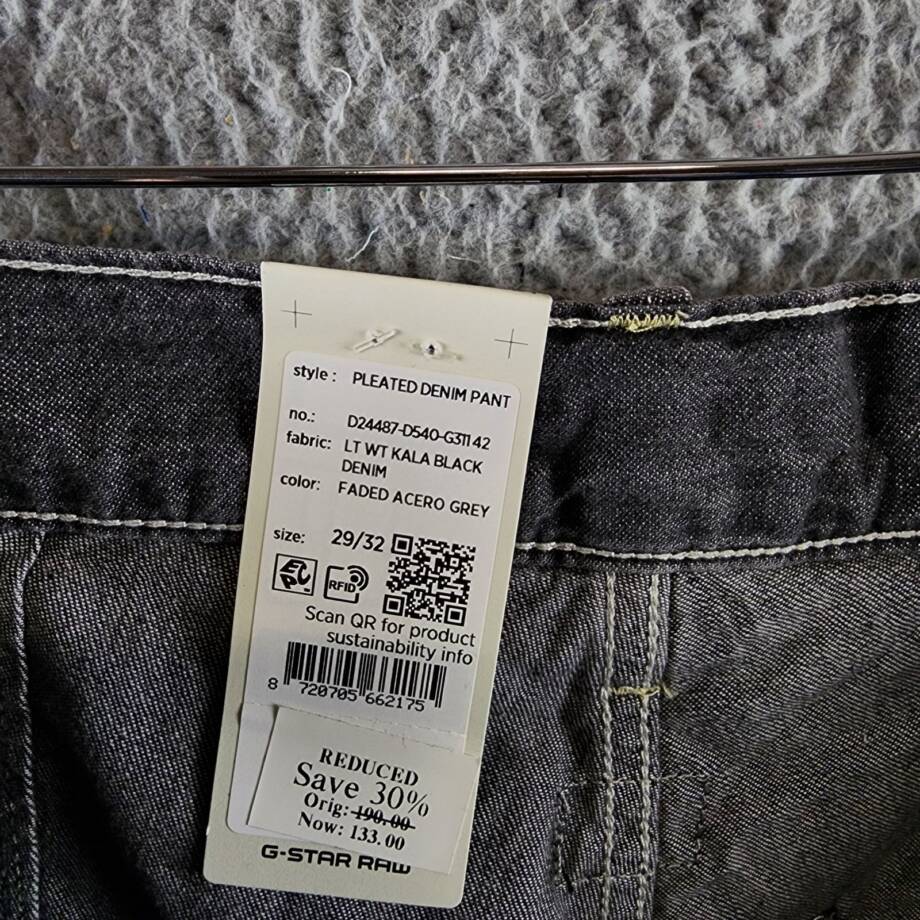 style : PLEATED DENIM PANT
no.: D24487-D540-G311 42
fabric: LT WT KALA BLACK
DENIM
color: FADED ACERO GREY
size: 29/32
RFID
Scan QR for product
sustainability info
8 720705 662175
REDUCED
Save 30%
Orig: 190.00
Now: 133.00
G-STAR RAW